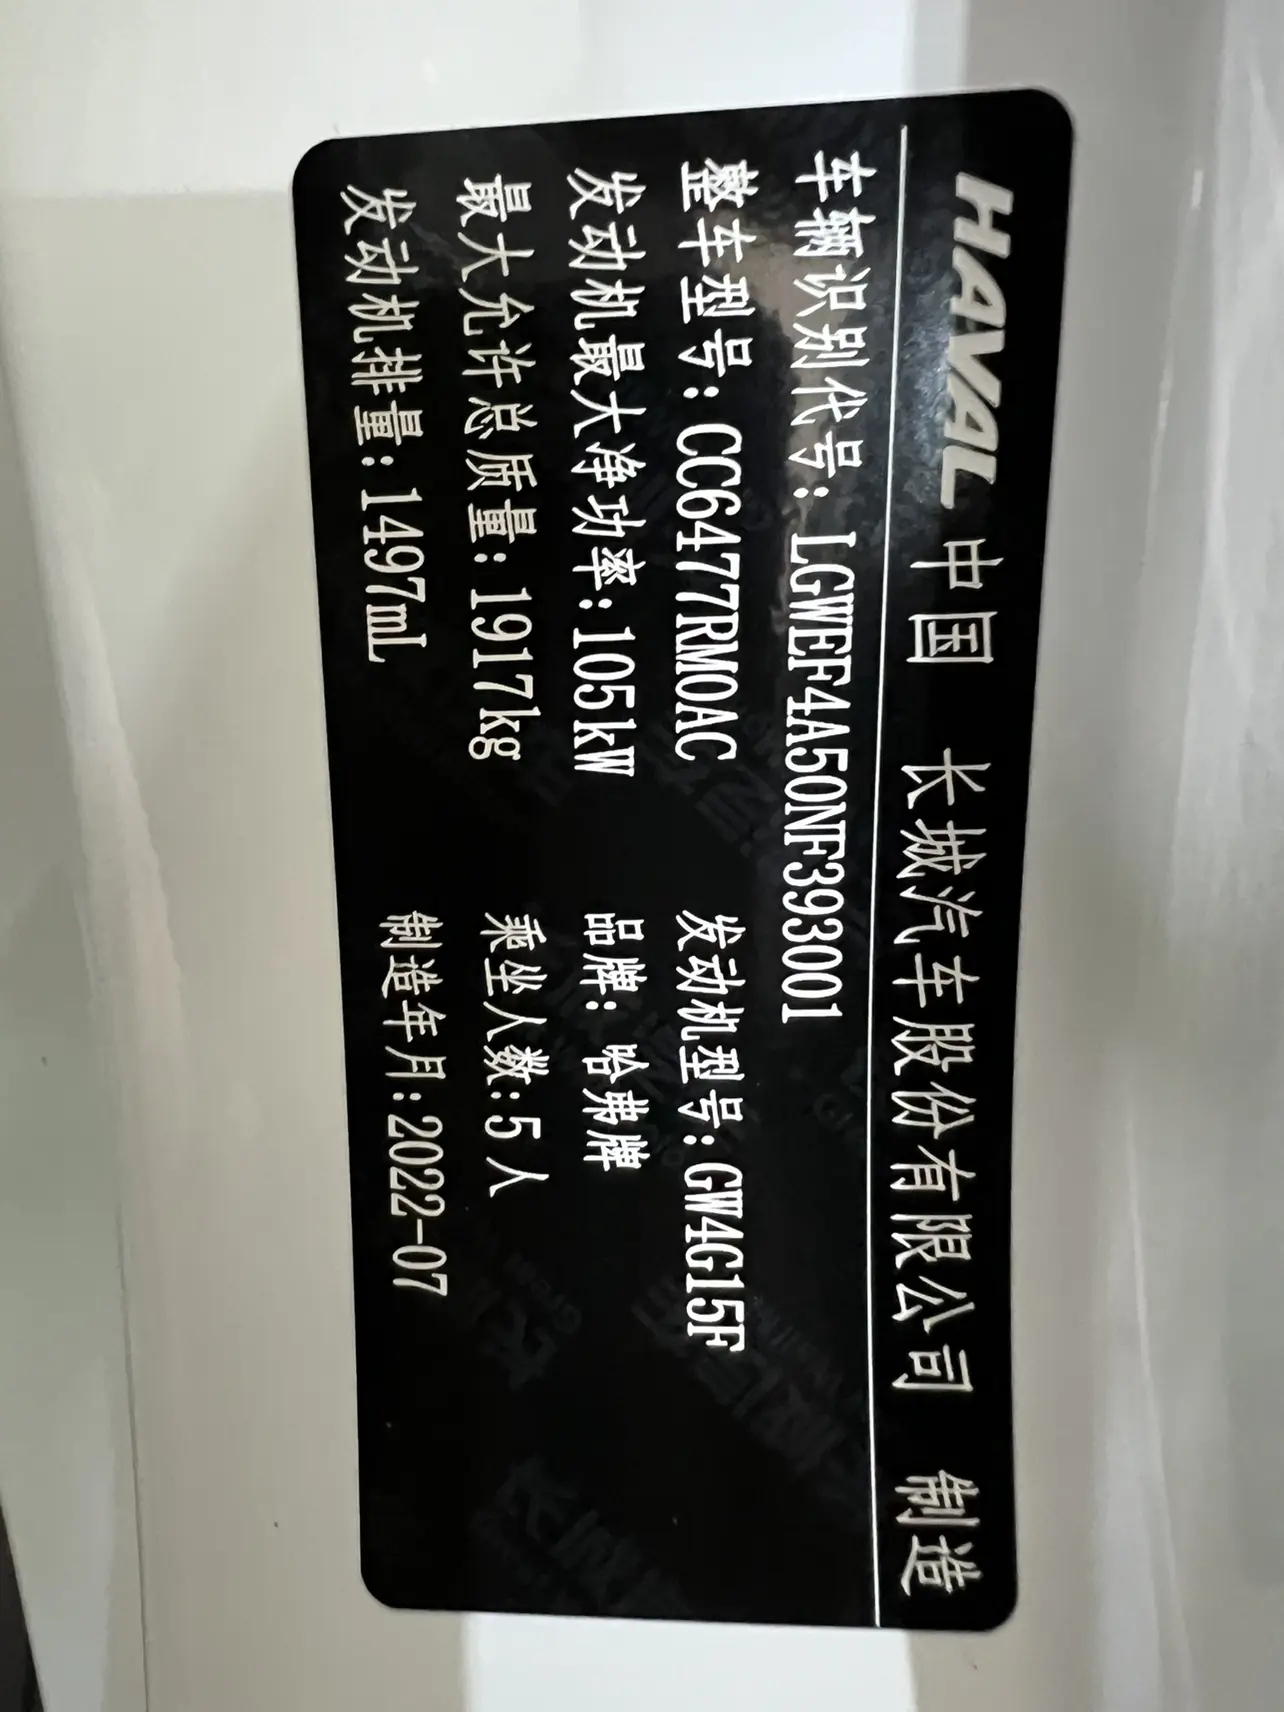 HAVAL 中国 长城汽车股份有限公司 制造
车辆识别代号:LGWEF4A50NF393001
整车型号:CC6477RM0AC 发动机型号:GW4G15F
发动机最大净功率:105kW 品牌:哈弗牌
最大允许总质量:1917kg 乘坐人数:5人
发动机排量:1497mL 制造年月:2022-07